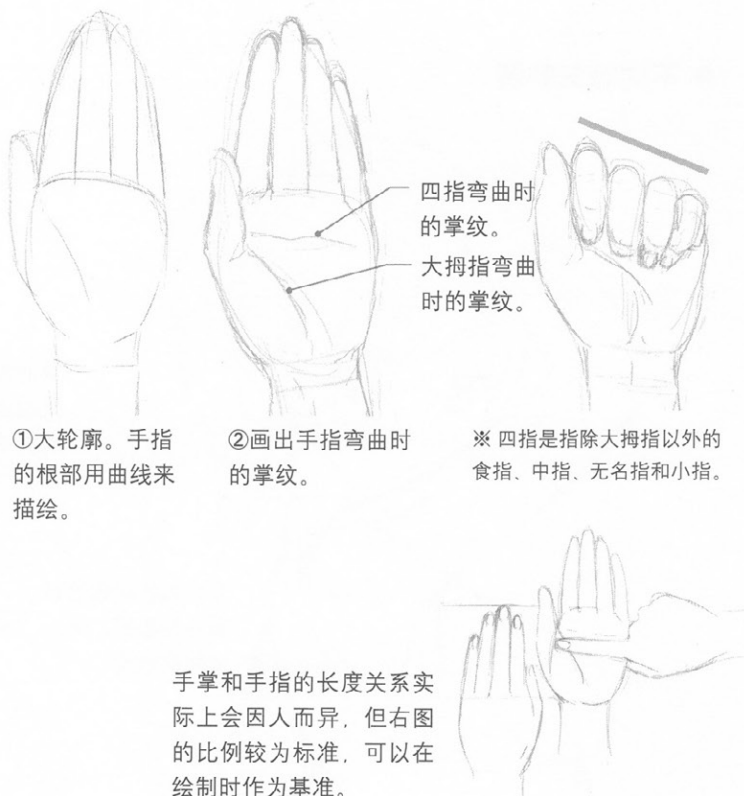 四指弯曲时
的掌纹。
大拇指弯曲
时的掌纹。
①大轮廓。手指
的根部用曲线来
描绘。
②画出手指弯曲时
的掌纹。
※ 四指是指除大拇指以外的
食指、中指、无名指和小指。
手掌和手指的长度关系实
际上会因人而异，但右图
的比例较为标准，可以在
绘制时作为基准。